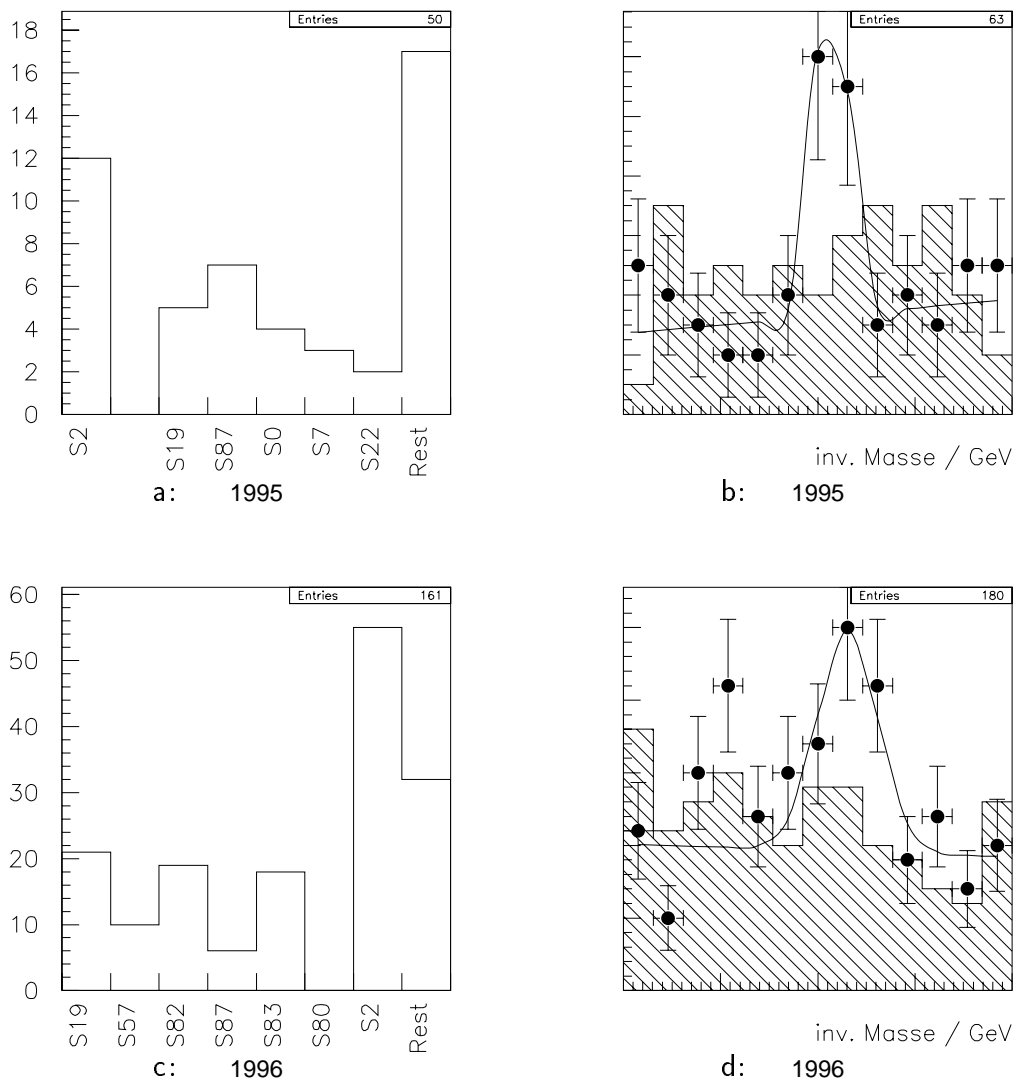 Entries 50
18
16
14
12
10
8
6
4
2
0
S2 S19 S87 S0 S7 S22 Rest
a: 1995
Entries 63
inv. Masse / GeV
b: 1995
Entries 161
60
50
40
30
20
10
0
S19 S57 S82 S87 S83 S80 S2 Rest
c: 1996
Entries 180
inv. Masse / GeV
d: 1996